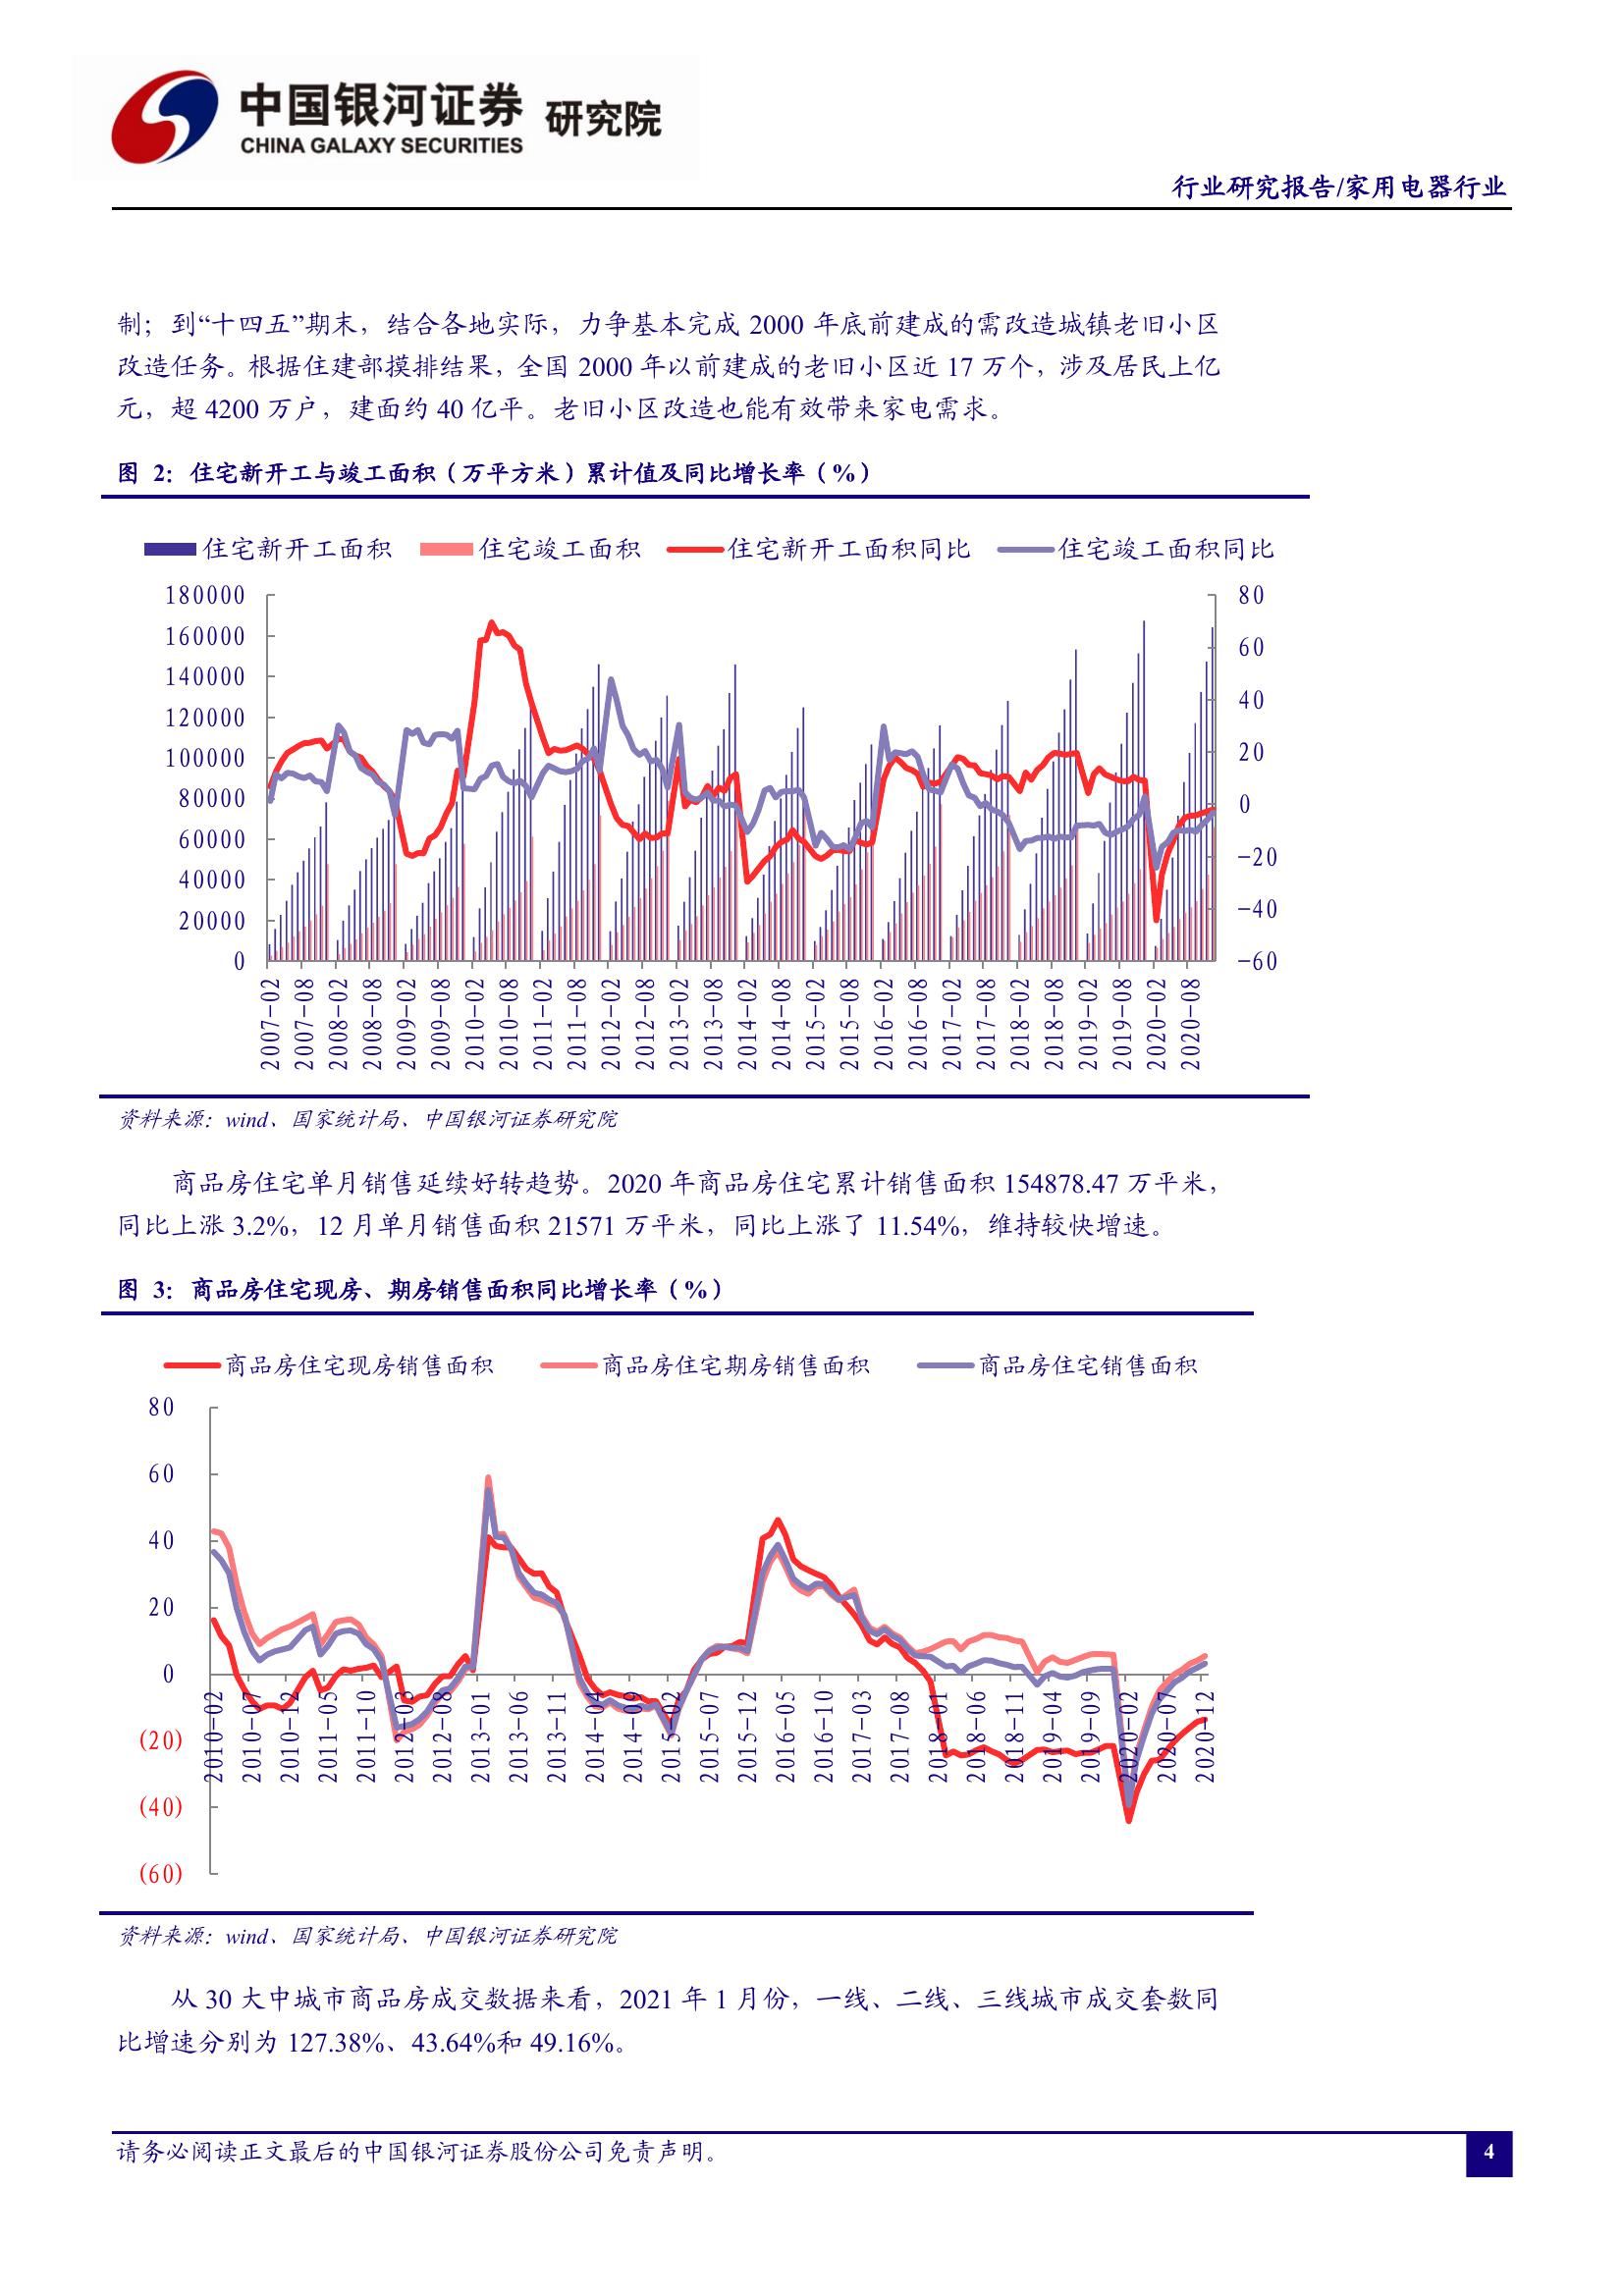 中国银河证券 研究院
CHINA GALAXY SECURITIES
行业研究报告/家用电器行业
制；到“十四五”期末，结合各地实际，力争基本完成 2000 年底前建成的需改造城镇老旧小区
改造任务。根据住建部摸排结果，全国 2000 年以前建成的老旧小区近 17 万个，涉及居民上亿
元，超 4200 万户，建面约 40 亿平。老旧小区改造也能有效带来家电需求。
图 2：住宅新开工与竣工面积（万平方米）累计值及同比增长率（%）
住宅新开工面积 住宅竣工面积 住宅新开工面积同比 住宅竣工面积同比
180000 80
160000 60
140000
120000 40
100000 20
80000 0
60000 -20
40000
20000 -40
0 -60
2007-02 2007-08 2008-02 2008-08 2009-02 2009-08 2010-02 2010-08 2011-02 2011-08 2012-02 2012-08 2013-02 2013-08 2014-02 2014-08 2015-02 2015-08 2016-02 2016-08 2017-02 2017-08 2018-02 2018-08 2019-02 2019-08 2020-02 2020-08
资料来源：wind、国家统计局、中国银河证券研究院
商品房住宅单月销售延续好转趋势。2020 年商品房住宅累计销售面积 154878.47 万平米，
同比上涨 3.2%，12 月单月销售面积 21571 万平米，同比上涨了 11.54%，维持较快增速。
图 3：商品房住宅现房、期房销售面积同比增长率（%）
商品房住宅现房销售面积 商品房住宅期房销售面积 商品房住宅销售面积
80
60
40
20
0
(20)
(40)
(60)
2010-02 2010-07 2010-12 2011-05 2011-10 2012-03 2012-08 2013-01 2013-06 2013-11 2014-04 2014-09 2015-02 2015-07 2015-12 2016-05 2016-10 2017-03 2017-08 2018-11 2018-06 2018-11 2019-04 2019-09 2020-02 2020-07 2020-12
资料来源：wind、国家统计局、中国银河证券研究院
从 30 大中城市商品房成交数据来看，2021 年 1 月份，一线、二线、三线城市成交套数同
比增速分别为 127.38%、43.64%和 49.16%。
请务必阅读正文最后的中国银河证券股份公司免责声明。
4